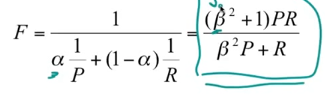 F = 1 / (α 1/P + (1 − α) 1/R) = (β² + 1)PR / (β²P + R)